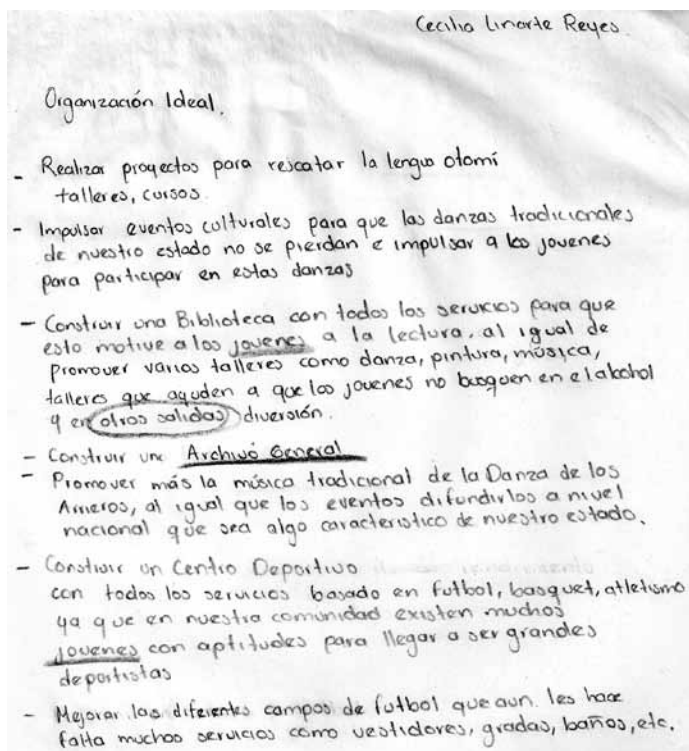 Cecilia Linarte Reyes.
Organización Ideal.
- Realizar proyectos para rescatar la lengua otomí
talleres, cursos.
- Impulsar eventos culturales para que las danzas tradicionales
de nuestro estado no se pierdan e impulsar a los jovenes
para participar en estas danzas
- Construir una Biblioteca con todos los servicios para que
esto motive a los jovenes a la lectura, al igual de
promover varios talleres como danza, pintura, música,
talleres que ayuden a que los jovenes no busquen en el alcohol
y en otras salidas diversión.
- Construir un Archivo General
- Promover más la música tradicional de la Danza de los
Arrieros, al igual que los eventos difundirlos a nivel
nacional que sea algo caracteristico de nuestro estado.
- Construir un Centro Deportivo
con todos los servicios basado en futbol, basquet, atletismo
ya que en nuestra comunidad existen muchos
jovenes con aptitudes para llegar a ser grandes
deportistas
- Mejorar los diferentes campos de futbol que aun les hace
falta muchos servicios como vestidores, gradas, baños, etc.